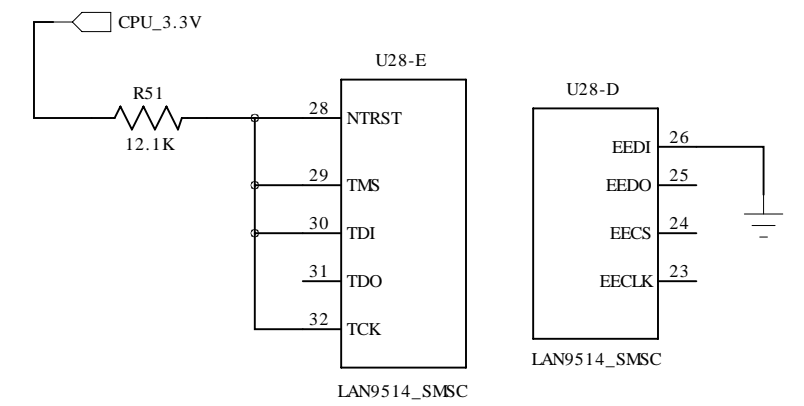 CPU_3.3V
U28-E
R51
12.1K
28 NTRST
29 TMS
30 TDI
31 TDO
32 TCK
LAN9514_SMSC
U28-D
EEDI 26
EEDO 25
EECS 24
EECLK 23
LAN9514_SMSC